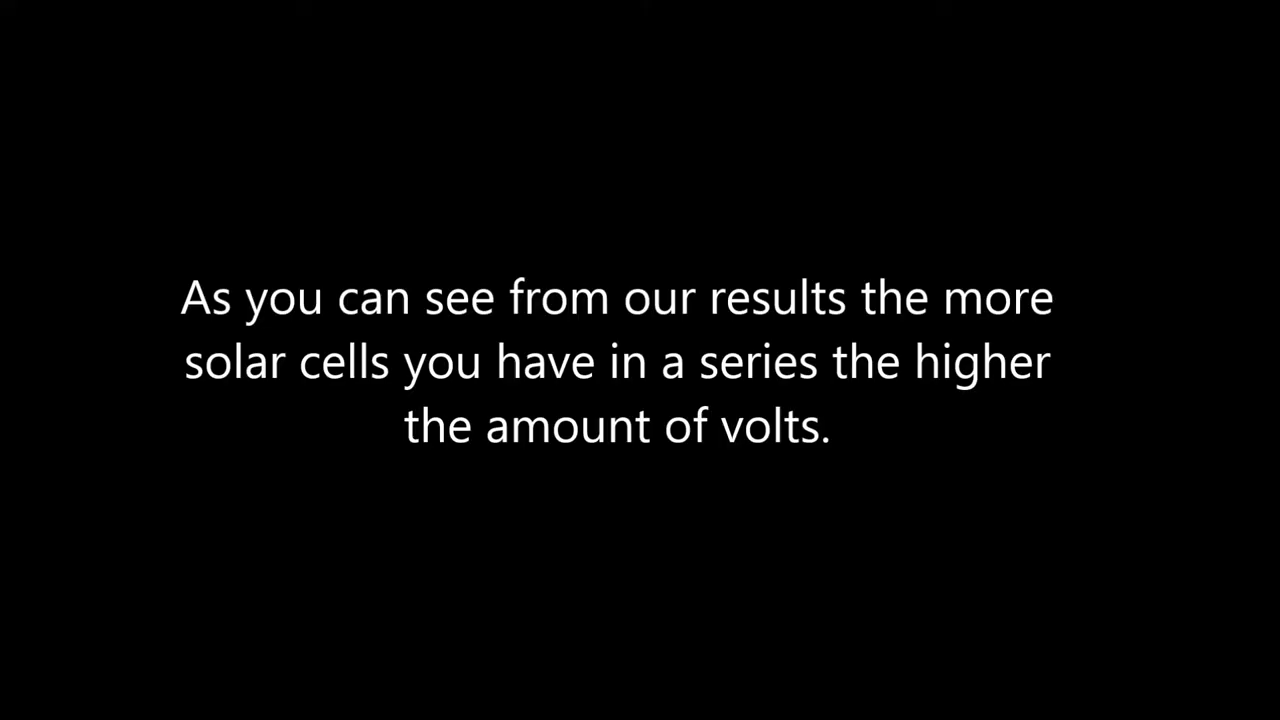 As you can see from our results the more
solar cells you have in a series the higher
the amount of volts.